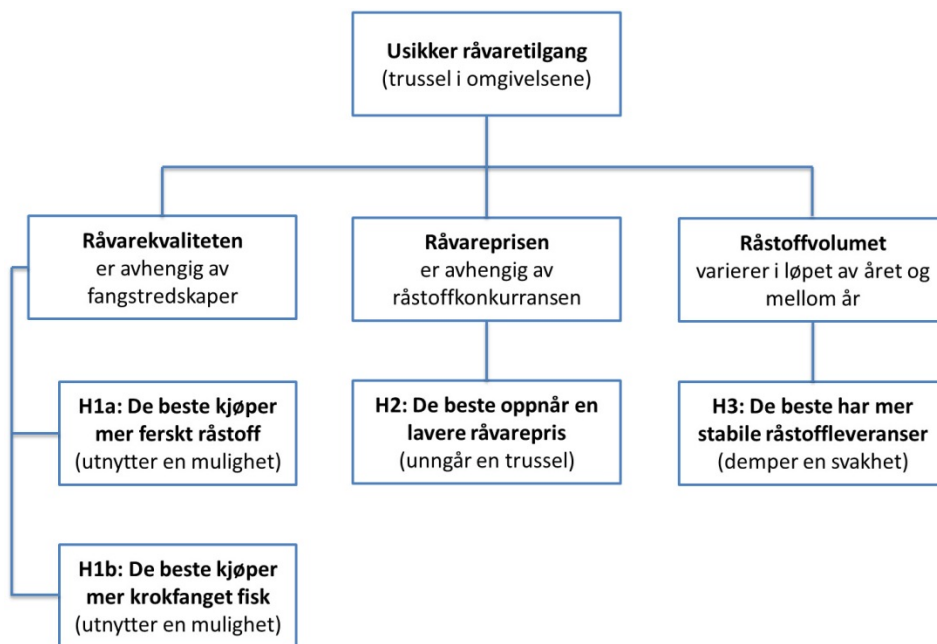 Usikker råvaretilgang
(trussel i omgivelsene)
Råvarekvaliteten
er avhengig av
fangstredskaper
Råvareprisen
er avhengig av
råstoffkonkurransen
Råstoffvolumet
varierer i løpet av året og
mellom år
H1a: De beste kjøper
mer ferskt råstoff
(utnytter en mulighet)
H2: De beste oppnår en
lavere råvarepris
(unngår en trussel)
H3: De beste har mer
stabile råstoffleveranser
(demper en svakhet)
H1b: De beste kjøper
mer krokfanget fisk
(utnytter en mulighet)